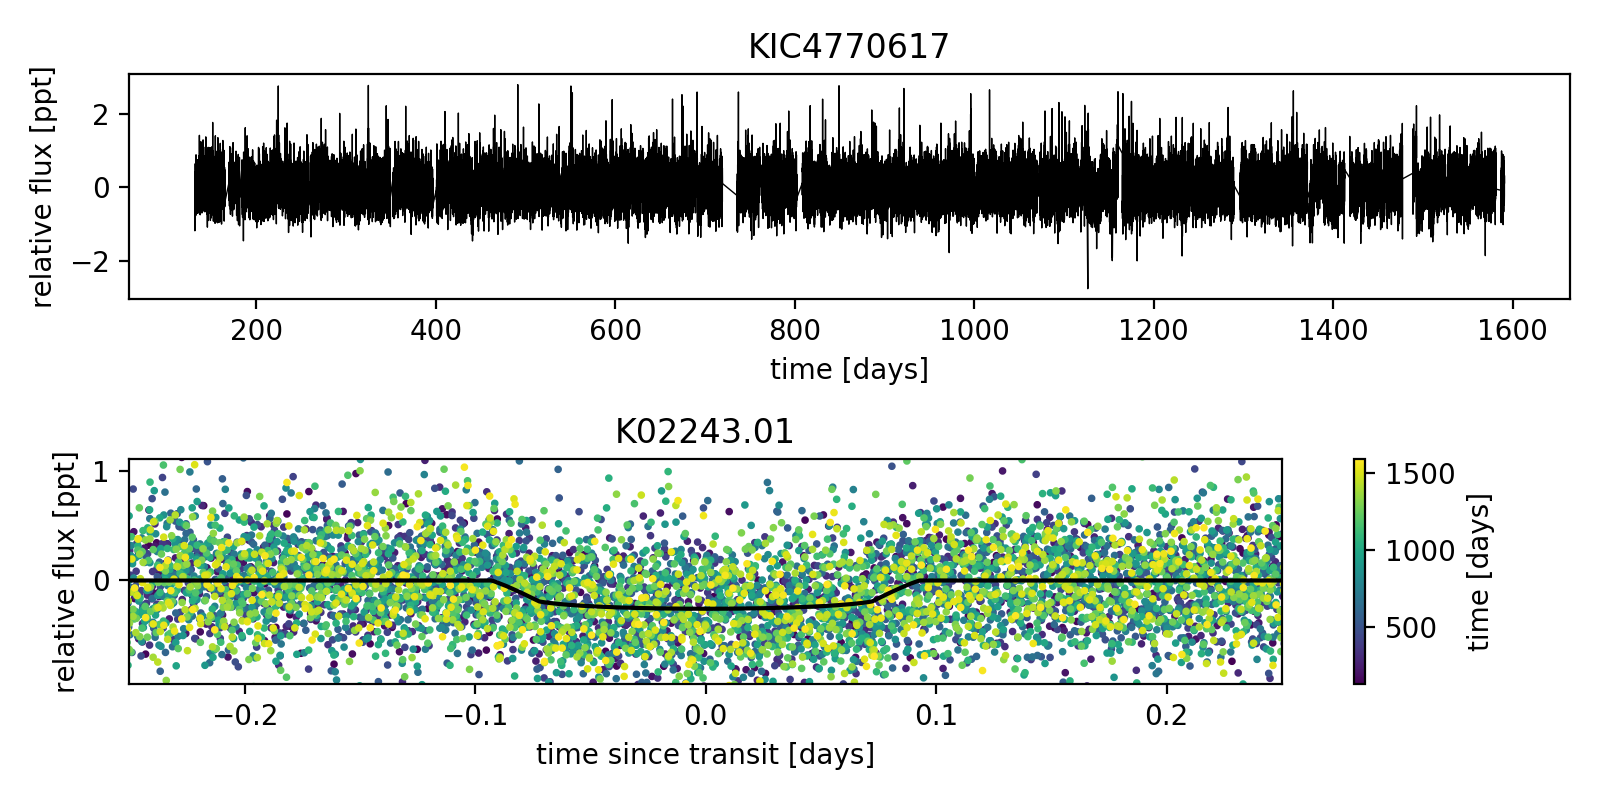 KIC4770617
relative flux [ppt]
2
0
−2
200 400 600 800 1000 1200 1400 1600
time [days]
K02243.01
relative flux [ppt]
1
0
−0.2 −0.1 0.0 0.1 0.2
time since transit [days]
1500
1000
500
time [days]